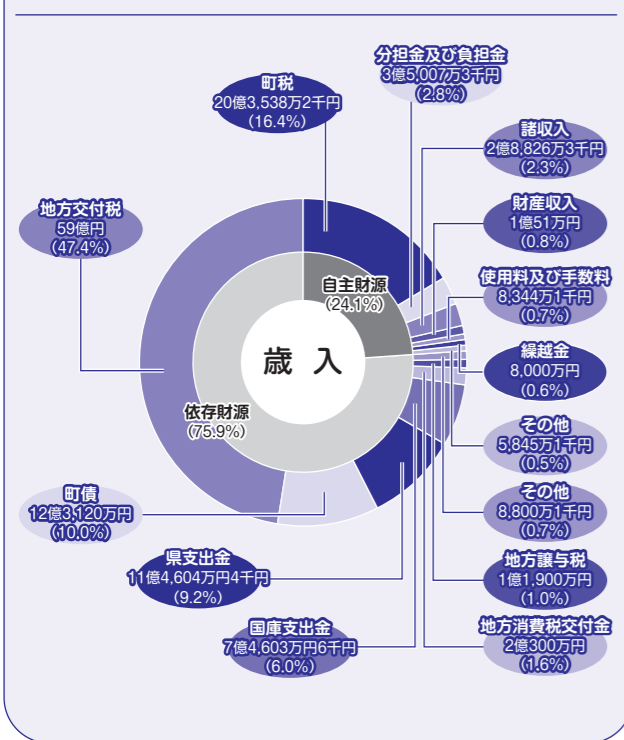 分担金及び負担金
3億5,007万3千円
(2.8%)
町税
20億3,538万2千円
(16.4%)
諸収入
2億8,826万3千円
(2.3%)
財産収入
1億51万円
(0.8%)
地方交付税
59億円
(47.4%)
使用料及び手数料
8,344万1千円
(0.7%)
自主財源
(24.1%)
繰越金
8,000万円
(0.6%)
歳入
依存財源
(75.9%)
その他
5,845万1千円
(0.5%)
その他
8,800万1千円
(0.7%)
町債
12億3,120万円
(10.0%)
県支出金
11億4,604万円4千円
(9.2%)
地方譲与税
1億1,900万円
(1.0%)
国庫支出金
7億4,603万円6千円
(6.0%)
地方消費税交付金
2億300万円
(1.6%)